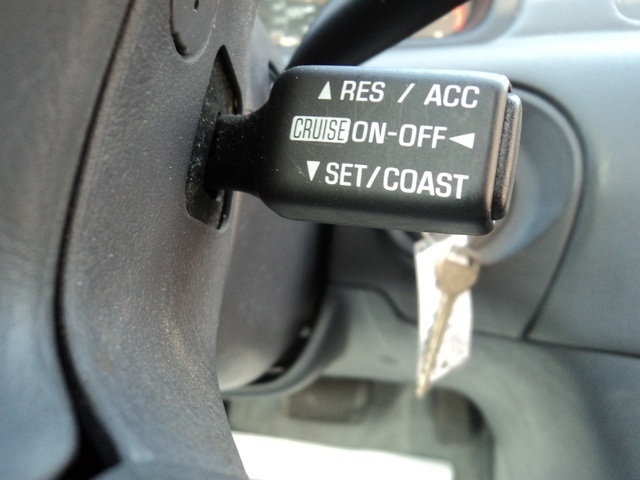 ▲ RES / ACC
CRUISE ON-OFF ◄
▼ SET/COAST